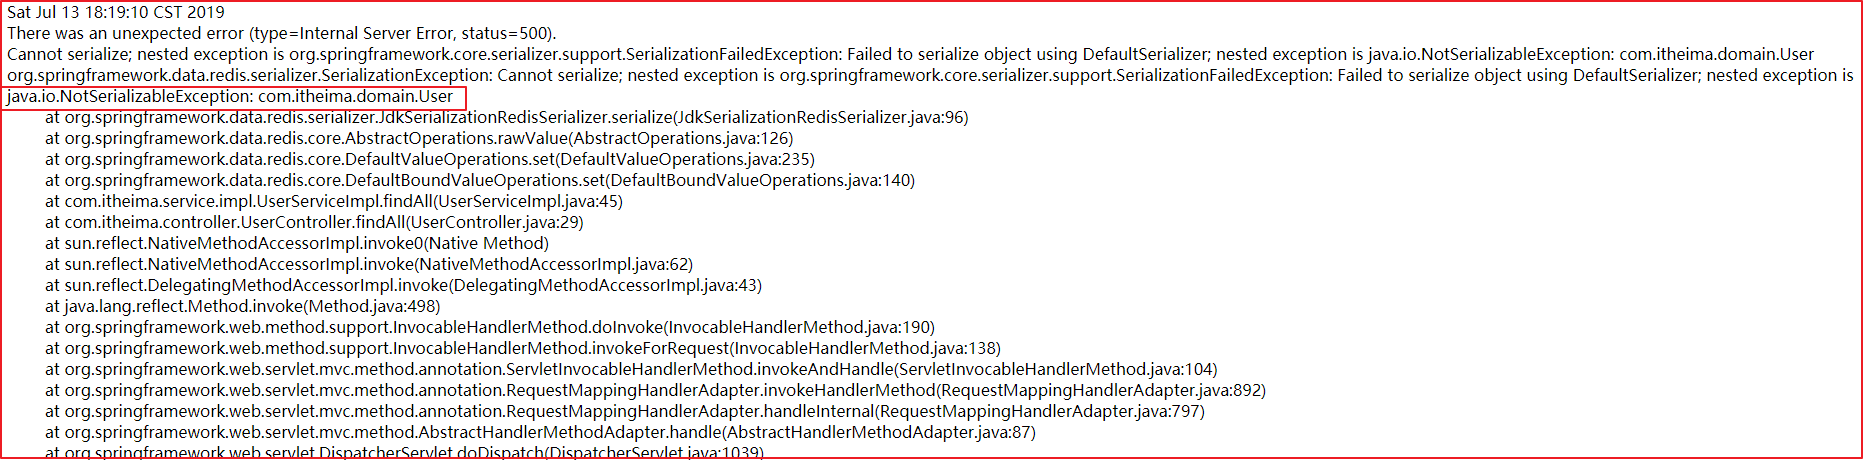 Sat Jul 13 18:19:10 CST 2019
There was an unexpected error (type=Internal Server Error, status=500).
Cannot serialize; nested exception is org.springframework.core.serializer.support.SerializationFailedException: Failed to serialize object using DefaultSerializer; nested exception is java.io.NotSerializableException: com.itheima.domain.User
org.springframework.data.redis.serializer.SerializationException: Cannot serialize; nested exception is org.springframework.core.serializer.support.SerializationFailedException: Failed to serialize object using DefaultSerializer; nested exception is
java.io.NotSerializableException: com.itheima.domain.User
at org.springframework.data.redis.serializer.JdkSerializationRedisSerializer.serialize(JdkSerializationRedisSerializer.java:96)
at org.springframework.data.redis.core.AbstractOperations.rawValue(AbstractOperations.java:126)
at org.springframework.data.redis.core.DefaultValueOperations.set(DefaultValueOperations.java:235)
at org.springframework.data.redis.core.DefaultBoundValueOperations.set(DefaultBoundValueOperations.java:140)
at com.itheima.service.impl.UserServiceImpl.findAll(UserServiceImpl.java:45)
at com.itheima.controller.UserController.findAll(UserController.java:29)
at sun.reflect.NativeMethodAccessorImpl.invoke0(Native Method)
at sun.reflect.NativeMethodAccessorImpl.invoke(NativeMethodAccessorImpl.java:62)
at sun.reflect.DelegatingMethodAccessorImpl.invoke(DelegatingMethodAccessorImpl.java:43)
at java.lang.reflect.Method.invoke(Method.java:498)
at org.springframework.web.method.support.InvocableHandlerMethod.doInvoke(InvocableHandlerMethod.java:190)
at org.springframework.web.method.support.InvocableHandlerMethod.invokeForRequest(InvocableHandlerMethod.java:138)
at org.springframework.web.servlet.mvc.method.annotation.ServletInvocableHandlerMethod.invokeAndHandle(ServletInvocableHandlerMethod.java:104)
at org.springframework.web.servlet.mvc.method.annotation.RequestMappingHandlerAdapter.invokeHandlerMethod(RequestMappingHandlerAdapter.java:892)
at org.springframework.web.servlet.mvc.method.annotation.RequestMappingHandlerAdapter.handleInternal(RequestMappingHandlerAdapter.java:797)
at org.springframework.web.servlet.mvc.method.AbstractHandlerMethodAdapter.handle(AbstractHandlerMethodAdapter.java:87)
at org.springframework.web.servlet.DispatcherServlet.doDispatch(DispatcherServlet.java:1039)